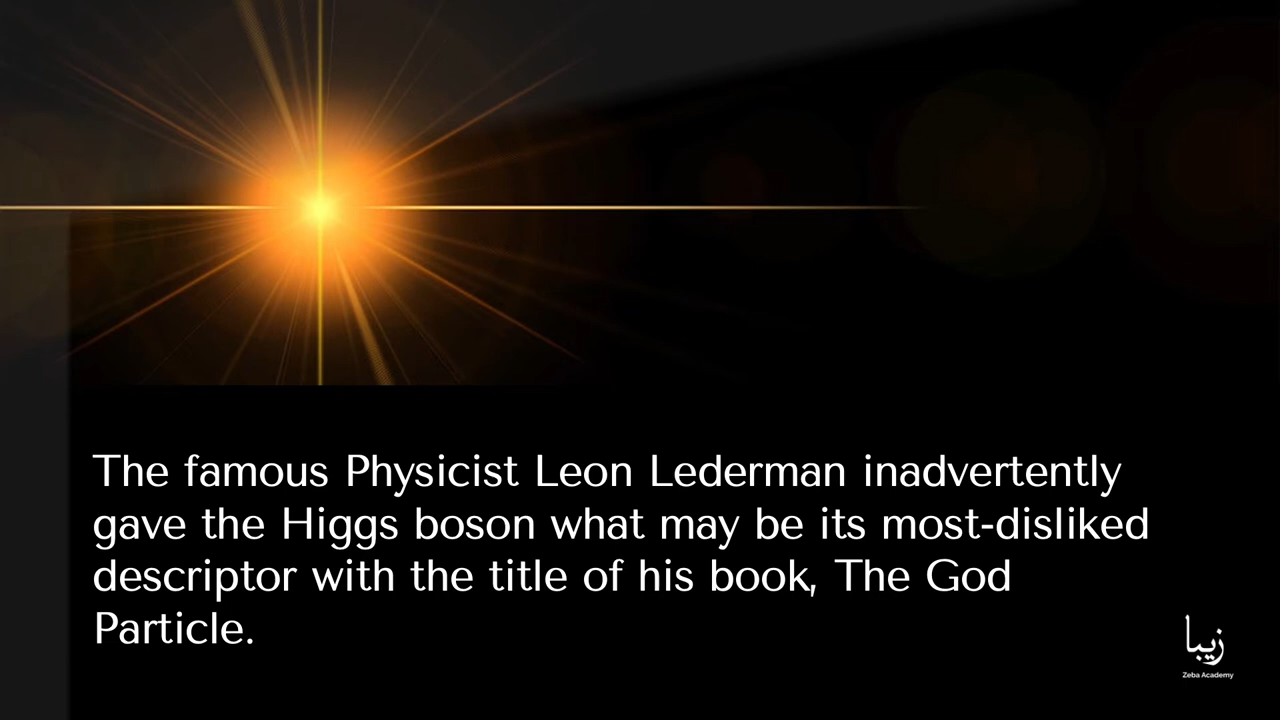 The famous Physicist Leon Lederman inadvertently
gave the Higgs boson what may be its most-disliked
descriptor with the title of his book, The God
Particle.
زیبا
Zeba Academy